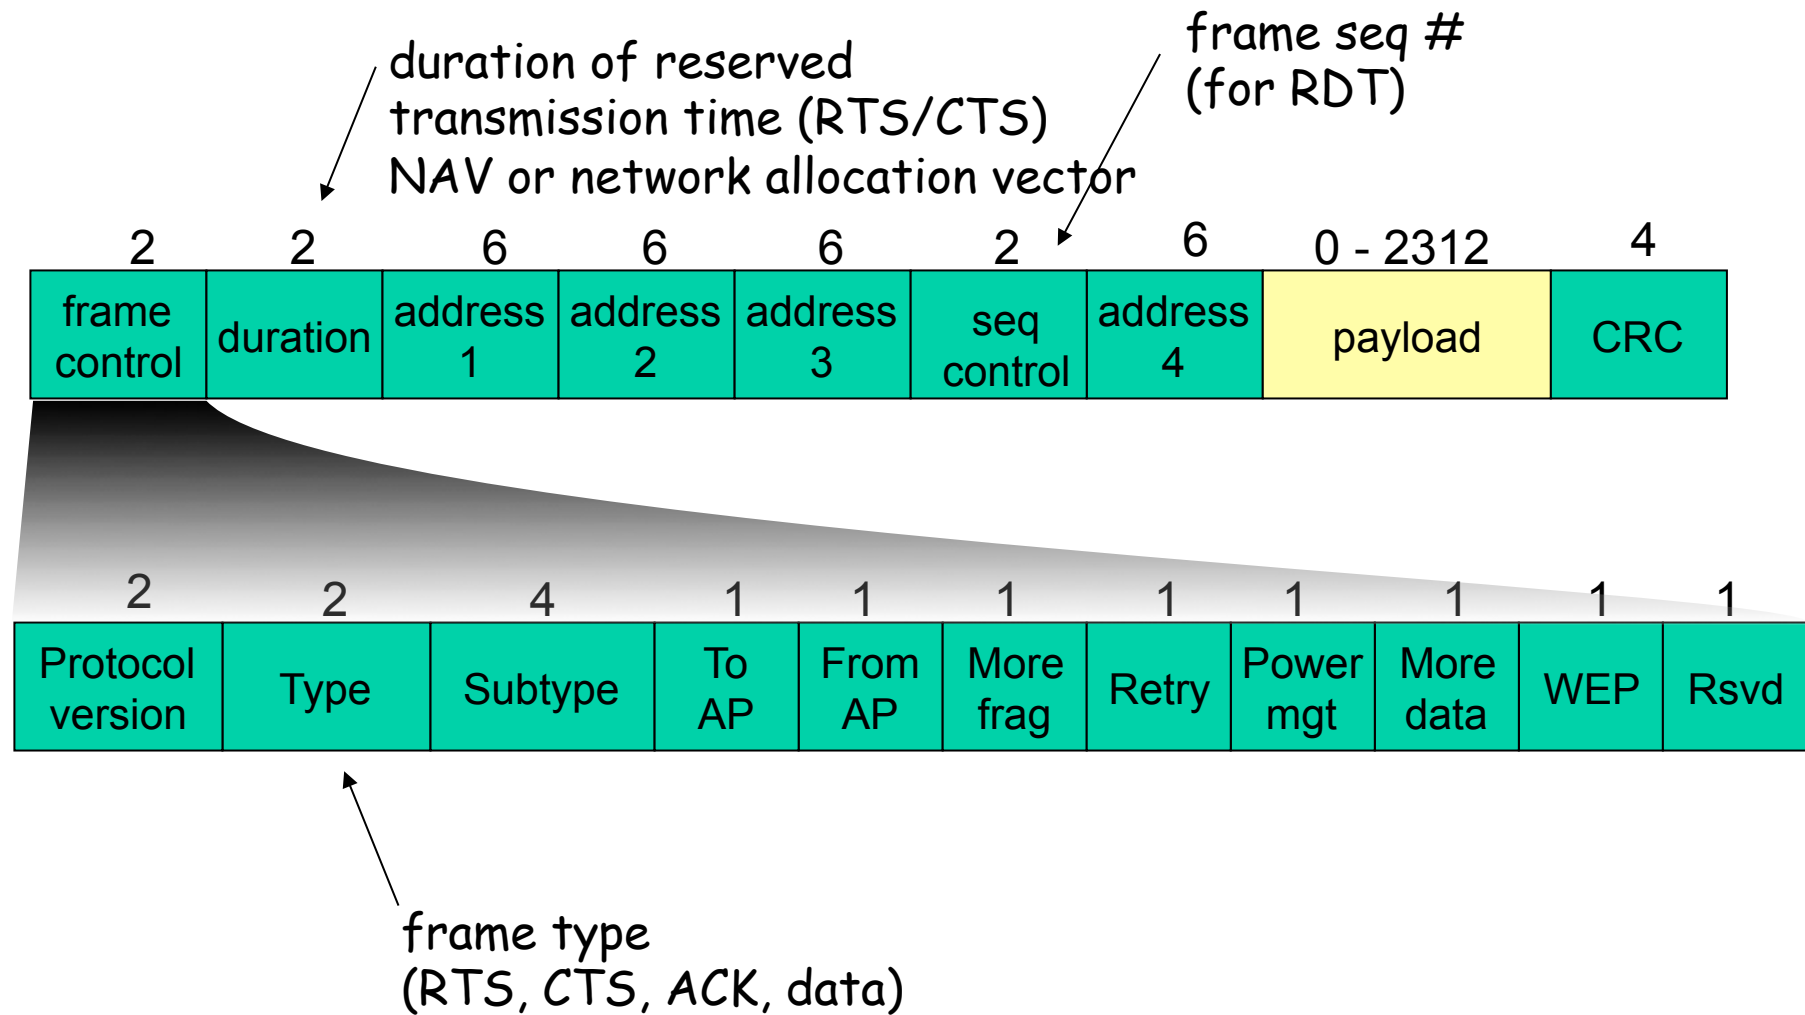 duration of reserved
transmission time (RTS/CTS)
NAV or network allocation vector
frame seq #
(for RDT)
2 2 6 6 6 2 6 0 - 2312 4
frame
control
duration
address
1
address
2
address
3
seq
control
address
4
payload
CRC
2 2 4 1 1 1 1 1 1 1 1
Protocol
version
Type
Subtype
To
AP
From
AP
More
frag
Retry
Power
mgt
More
data
WEP
Rsvd
frame type
(RTS, CTS, ACK, data)